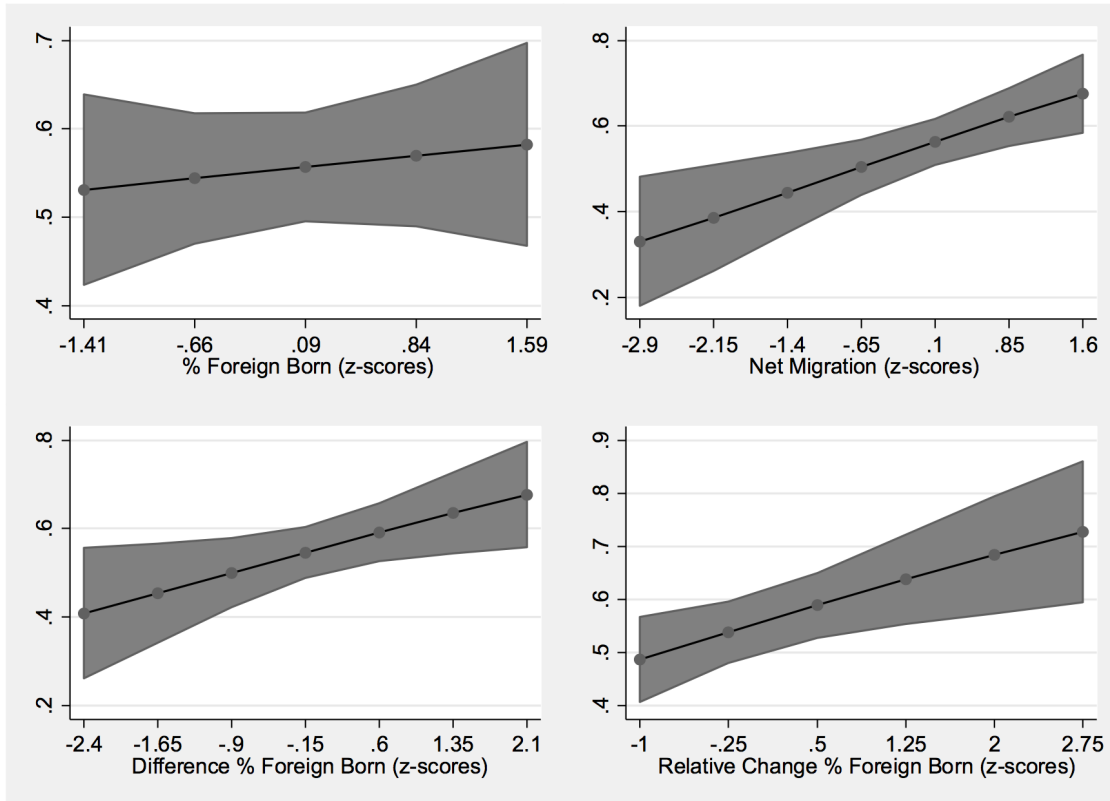 .7
.6
.5
.4
-1.41 -.66 .09 .84 1.59
% Foreign Born (z-scores)
.8
.6
.4
.2
-2.9 -2.15 -1.4 -.65 .1 .85 1.6
Net Migration (z-scores)
.8
.6
.4
.2
-2.4 -1.65 -.9 -.15 .6 1.35 2.1
Difference % Foreign Born (z-scores)
.9
.8
.7
.6
.5
.4
-1 -.25 .5 1.25 2 2.75
Relative Change % Foreign Born (z-scores)